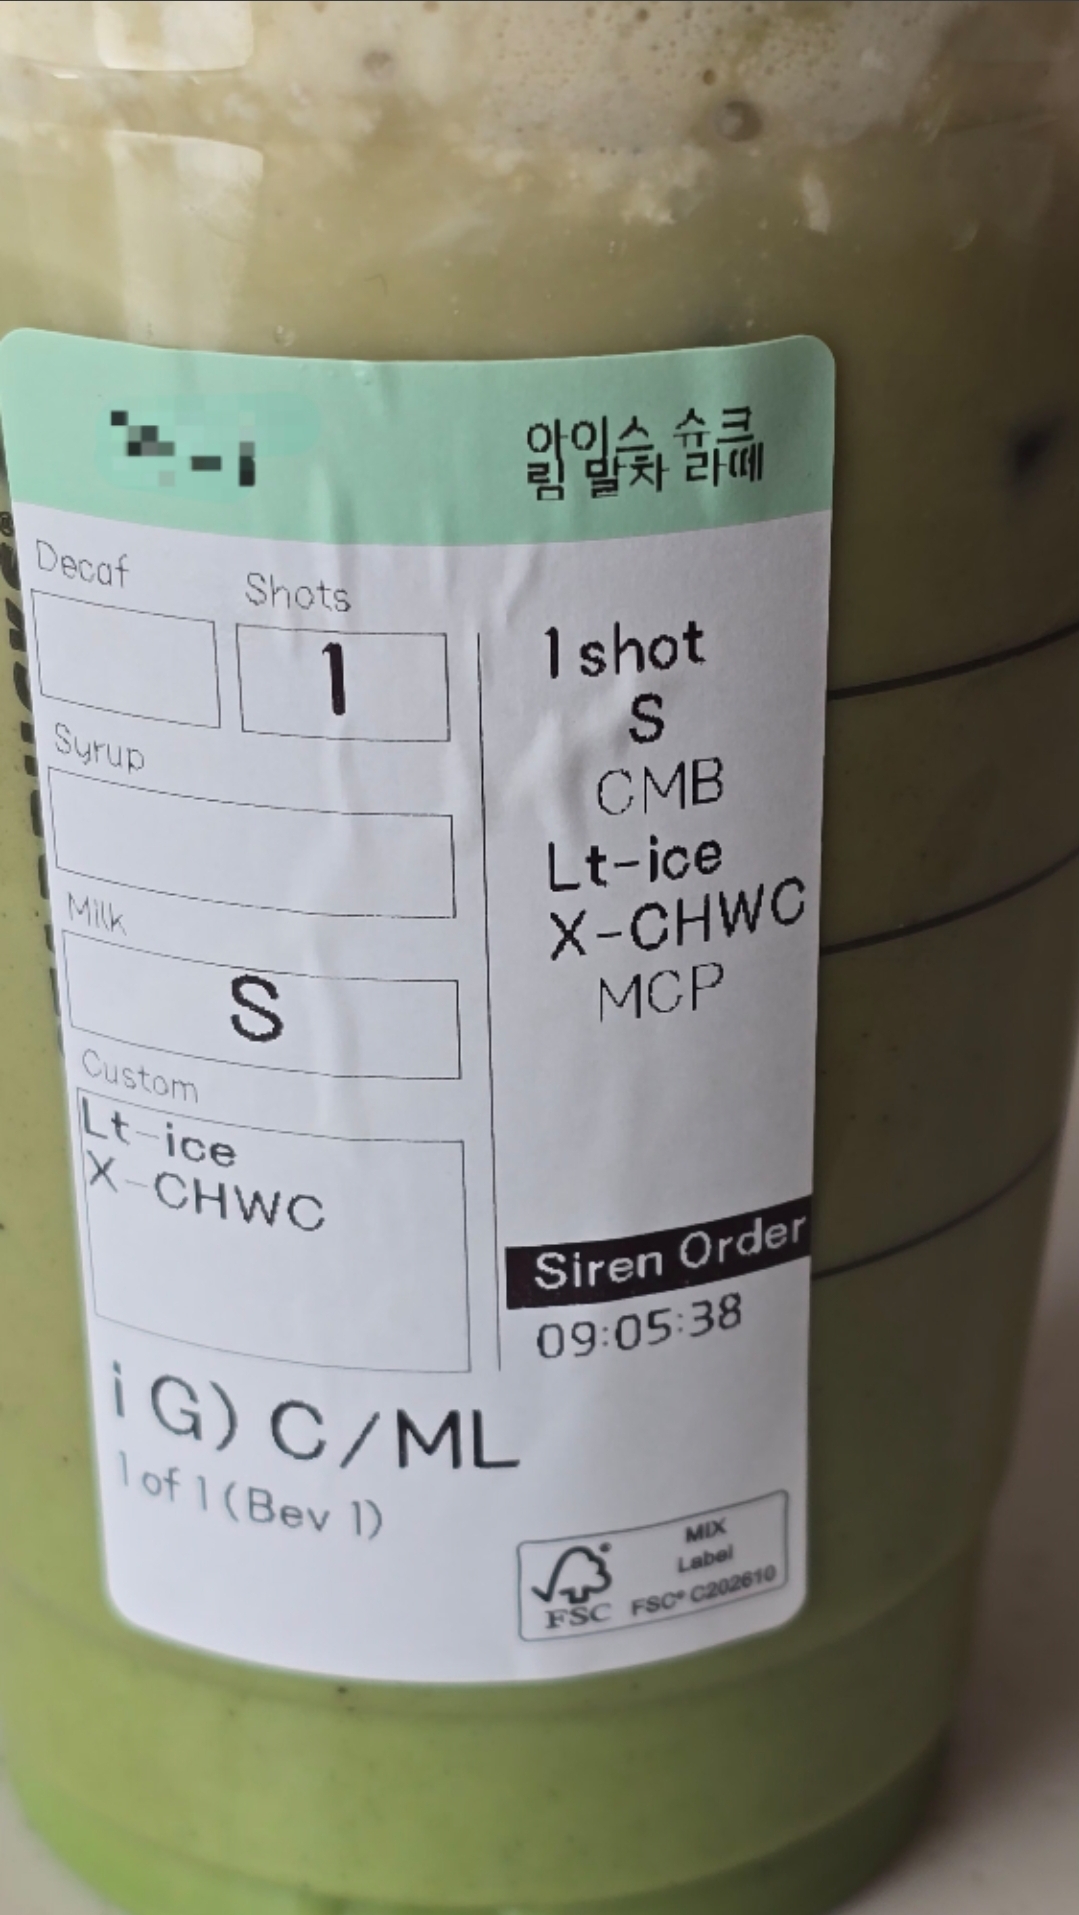 아이스 슈크
림 말차 라떼
Decaf
Shots
1
Syrup
Milk
S
Custom
Lt-ice
X-CHWC
1 shot
S
CMB
Lt-ice
X-CHWC
MCP
Siren Order
09:05:38
i G) C/ML
1 of 1 (Bev 1)
FSC®
MIX
Label
FSC® C202610